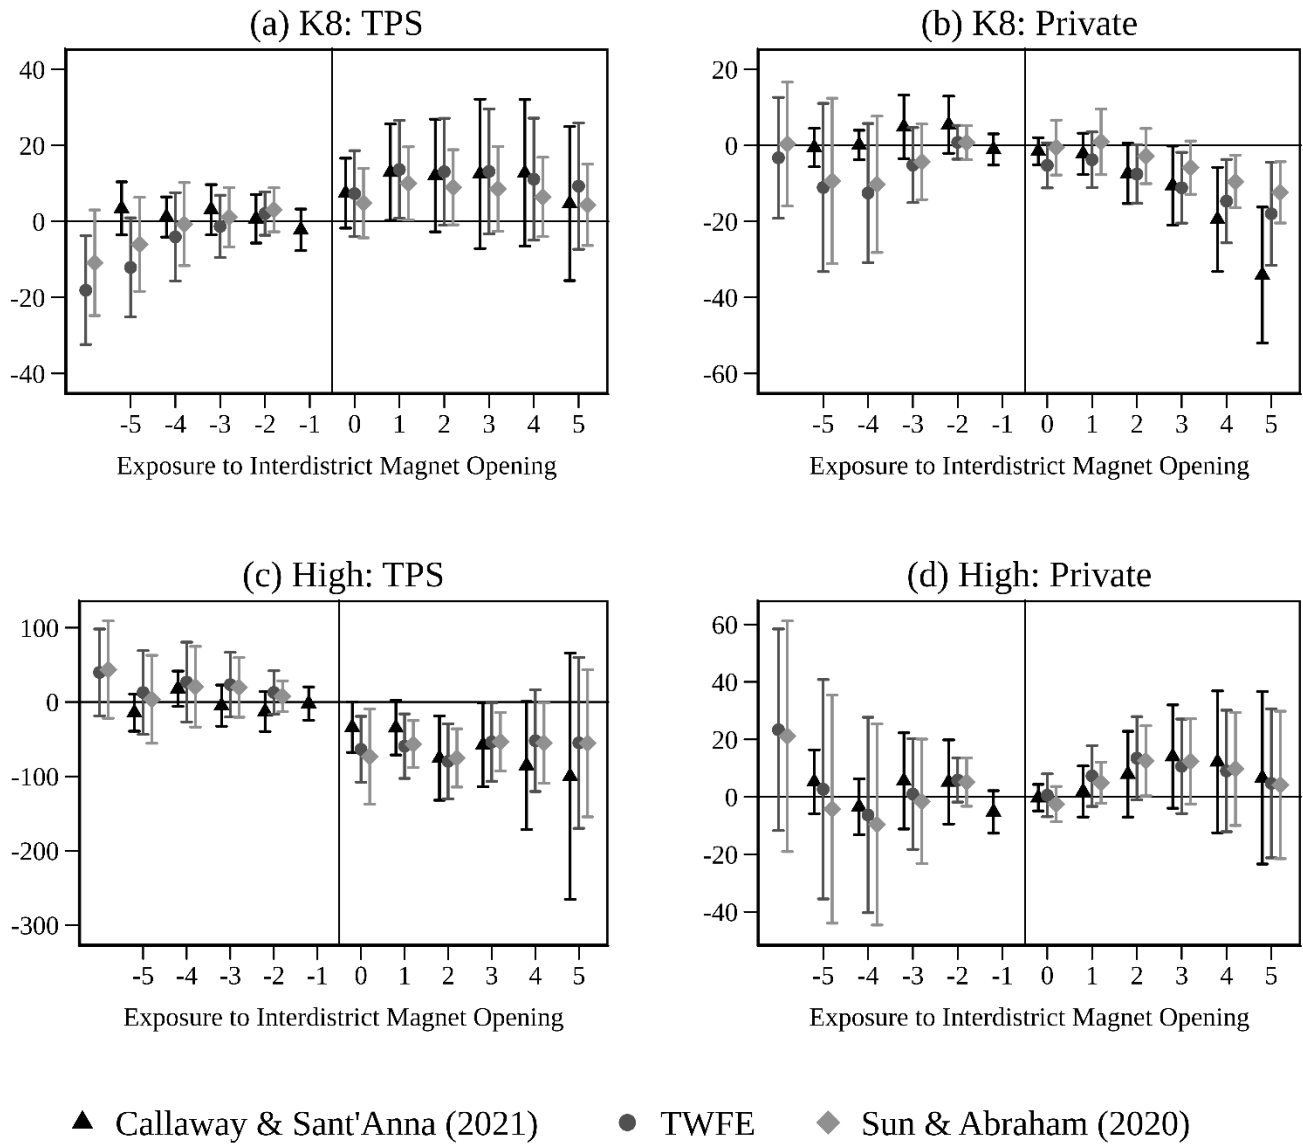 (a) K8: TPS
40
20
0
-20
-40
-5 -4 -3 -2 -1 0 1 2 3 4 5
Exposure to Interdistrict Magnet Opening
(b) K8: Private
20
0
-20
-40
-60
-5 -4 -3 -2 -1 0 1 2 3 4 5
Exposure to Interdistrict Magnet Opening
(c) High: TPS
100
0
-100
-200
-300
-5 -4 -3 -2 -1 0 1 2 3 4 5
Exposure to Interdistrict Magnet Opening
(d) High: Private
60
40
20
0
-20
-40
-5 -4 -3 -2 -1 0 1 2 3 4 5
Exposure to Interdistrict Magnet Opening
Callaway & Sant'Anna (2021) TWFE Sun & Abraham (2020)